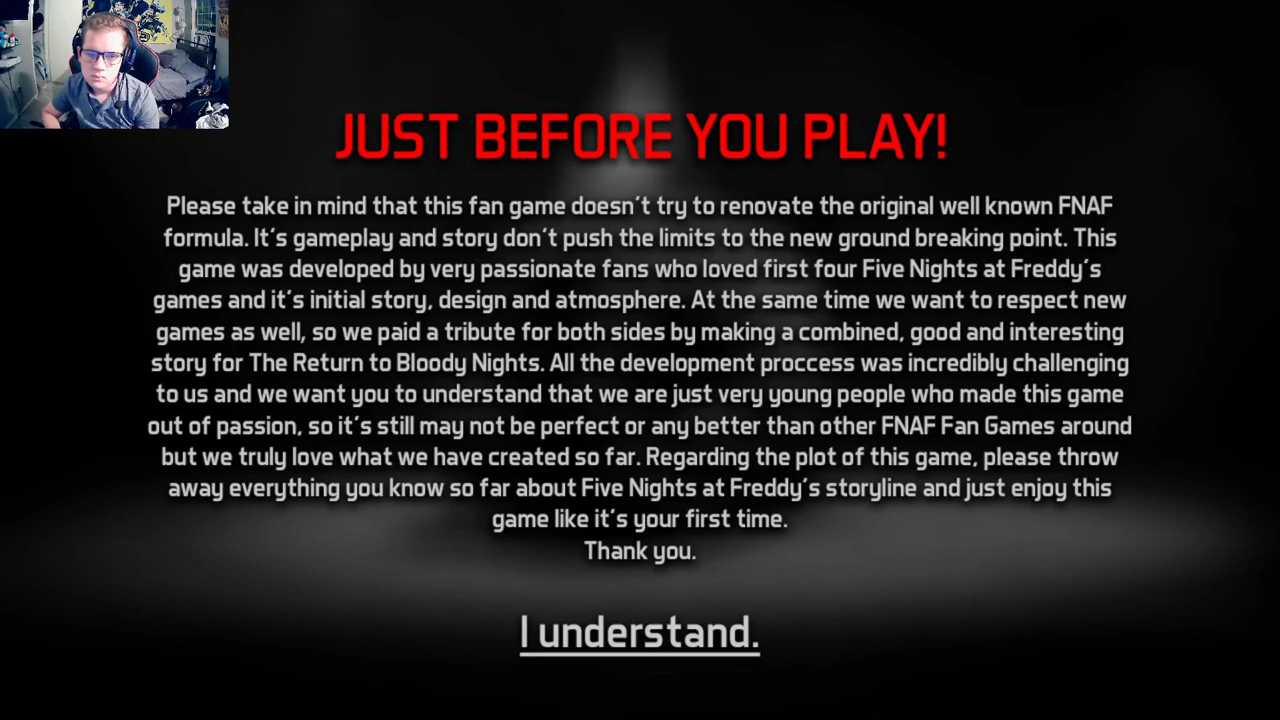 JUST BEFORE YOU PLAY!
Please take in mind that this fan game doesn't try to renovate the original well known FNAF
formula. It's gameplay and story don't push the limits to the new ground breaking point. This
game was developed by very passionate fans who loved first four Five Nights at Freddy's
games and it's initial story, design and atmosphere. At the same time we want to respect new
games as well, so we paid a tribute for both sides by making a combined, good and interesting
story for The Return to Bloody Nights. All the development proccess was incredibly challenging
to us and we want you to understand that we are just very young people who made this game
out of passion, so it's still may not be perfect or any better than other FNAF Fan Games around
but we truly love what we have created so far. Regarding the plot of this game, please throw
away everything you know so far about Five Nights at Freddy's storyline and just enjoy this
game like it's your first time.
Thank you.
I understand.